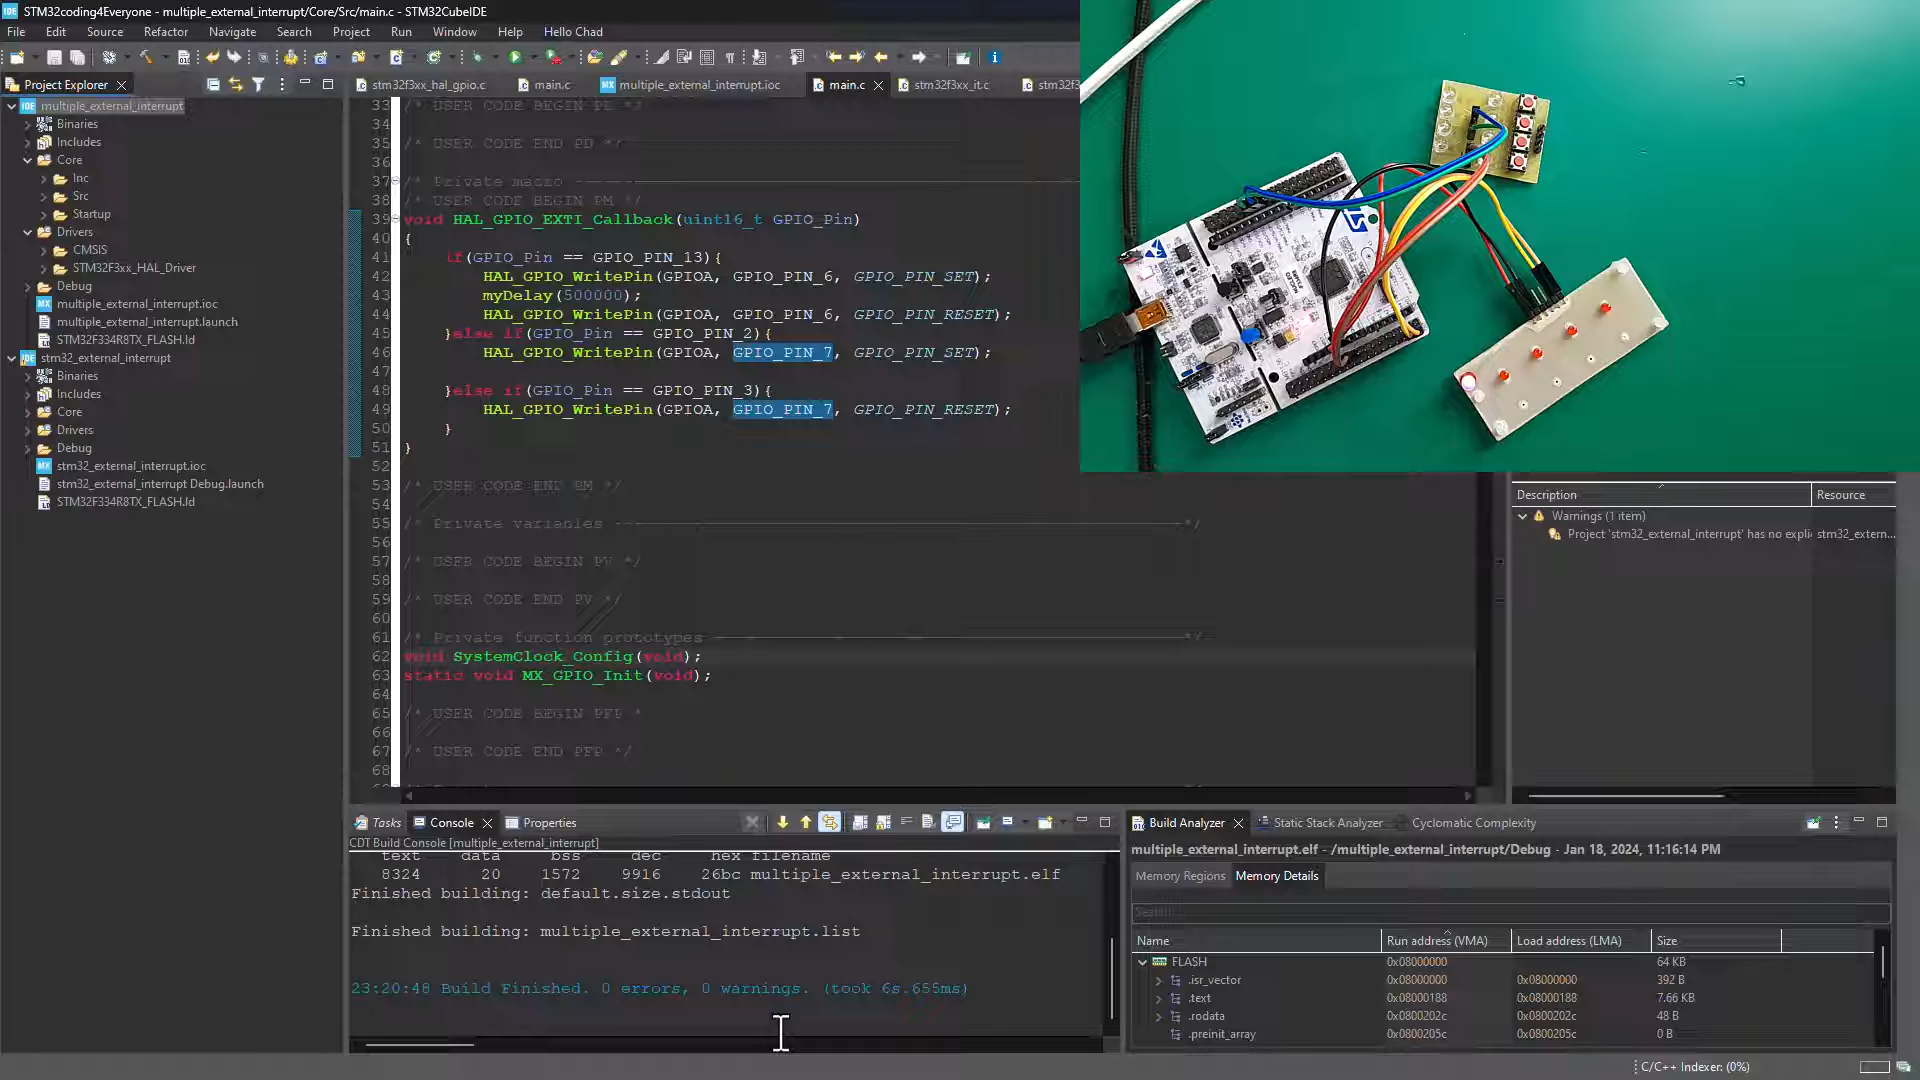 STM32coding4Everyone - multiple_external_interrupt/Core/Src/main.c - STM32CubeIDE
File Edit Source Refactor Navigate Search Project Run Window Help Hello Chad
Project Explorer
stm32f3xx_hal_gpio.c main.c multiple_external_interrupt.ioc main.c stm32f3xx_it.c stm32f3
multiple_external_interrupt
Binaries
Includes
Core
Inc
Src
Startup
Drivers
CMSIS
STM32F3xx_HAL_Driver
Debug
multiple_external_interrupt.ioc
multiple_external_interrupt.launch
STM32F334R8TX_FLASH.ld
stm32_external_interrupt
Binaries
Includes
Core
Drivers
Debug
stm32_external_interrupt.ioc
stm32_external_interrupt Debug.launch
STM32F334R8TX_FLASH.ld
33 /* USER CODE BEGIN PD */
34
35 /* USER CODE END PD */
36
37 /* Private macro
38 /* USER CODE BEGIN PM */
39 void HAL_GPIO_EXTI_Callback(uint16_t GPIO_Pin)
40 {
41 if(GPIO_Pin == GPIO_PIN_13){
42 HAL_GPIO_WritePin(GPIOA, GPIO_PIN_6, GPIO_PIN_SET);
43 myDelay(500000);
44 HAL_GPIO_WritePin(GPIOA, GPIO_PIN_6, GPIO_PIN_RESET);
45 }else if(GPIO_Pin == GPIO_PIN_2){
46 HAL_GPIO_WritePin(GPIOA, GPIO_PIN_7, GPIO_PIN_SET);
47
48 }else if(GPIO_Pin == GPIO_PIN_3){
49 HAL_GPIO_WritePin(GPIOA, GPIO_PIN_7, GPIO_PIN_RESET);
50 }
51 }
52
53 /* USER CODE END PM */
54
55 /* Private variables ---*/
56
57 /* USER CODE BEGIN PV */
58
59 /* USER CODE END PV */
60
61 /* Private function prototypes ---*/
62 void SystemClock_Config(void);
63 static void MX_GPIO_Init(void);
64
65 /* USER CODE BEGIN PFP *
66
67 /* USER CODE END PFP */
68
Description Resource
Warnings (1 item)
Project 'stm32_external_interrupt' has no expli stm32_extern...
Tasks Console Properties
CDT Build Console [multiple_external_interrupt]
text data bss dec hex filename
8324 20 1572 9916 26bc multiple_external_interrupt.elf
Finished building: default.size.stdout
Finished building: multiple_external_interrupt.list
23:20:48 Build Finished. 0 errors, 0 warnings. (took 6s.655ms)
Build Analyzer Static Stack Analyzer Cyclomatic Complexity
multiple_external_interrupt.elf - /multiple_external_interrupt/Debug - Jan 18, 2024, 11:16:14 PM
Memory Regions Memory Details
Search
Name Run address (VMA) Load address (LMA) Size
FLASH 0x08000000 64 KB
.isr_vector 0x08000000 0x08000000 392 B
.text 0x08000188 0x08000188 7.66 KB
.rodata 0x0800202c 0x0800202c 48 B
.preinit_array 0x0800205c 0x0800205c 0 B
C/C++ Indexer: (0%)